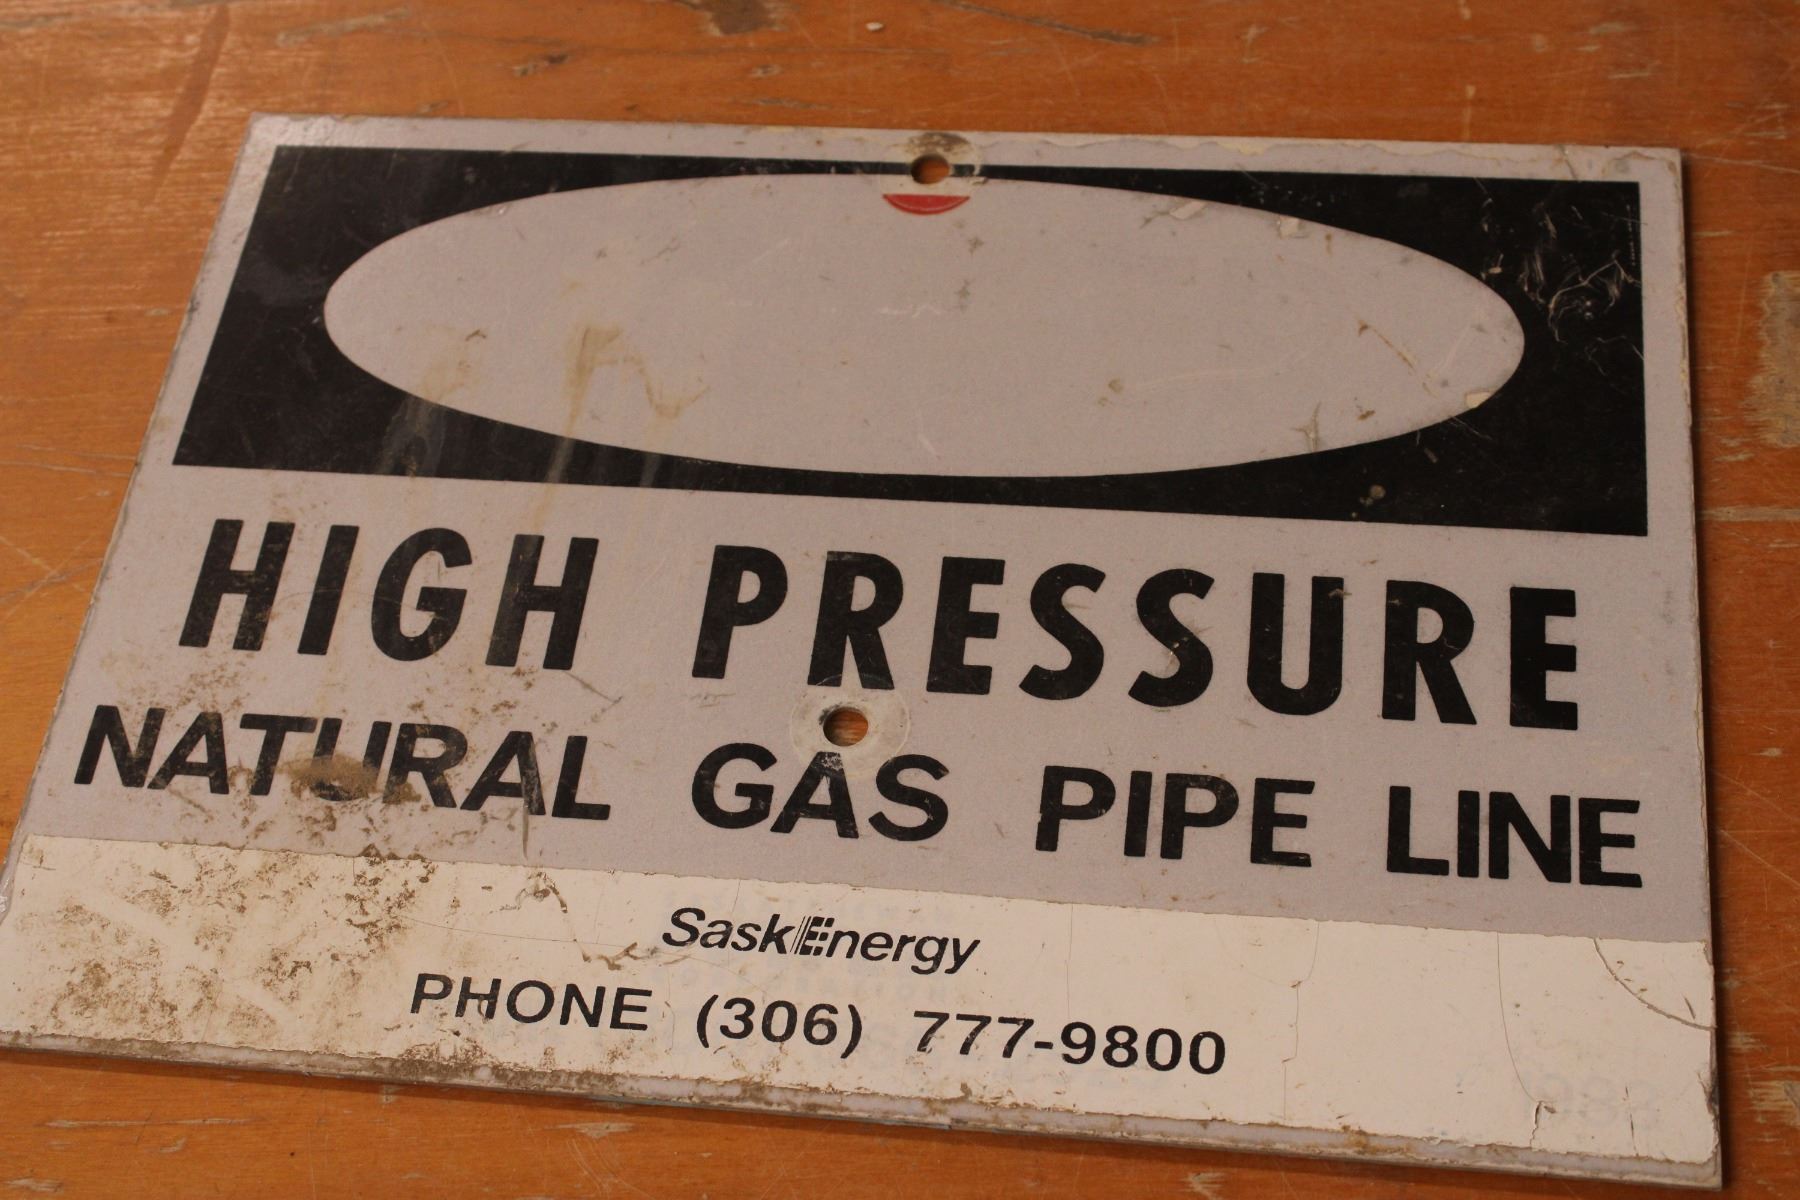 HIGH PRESSURE
NATURAL GAS PIPE LINE
SaskEnergy
PHONE (306) 777-9800